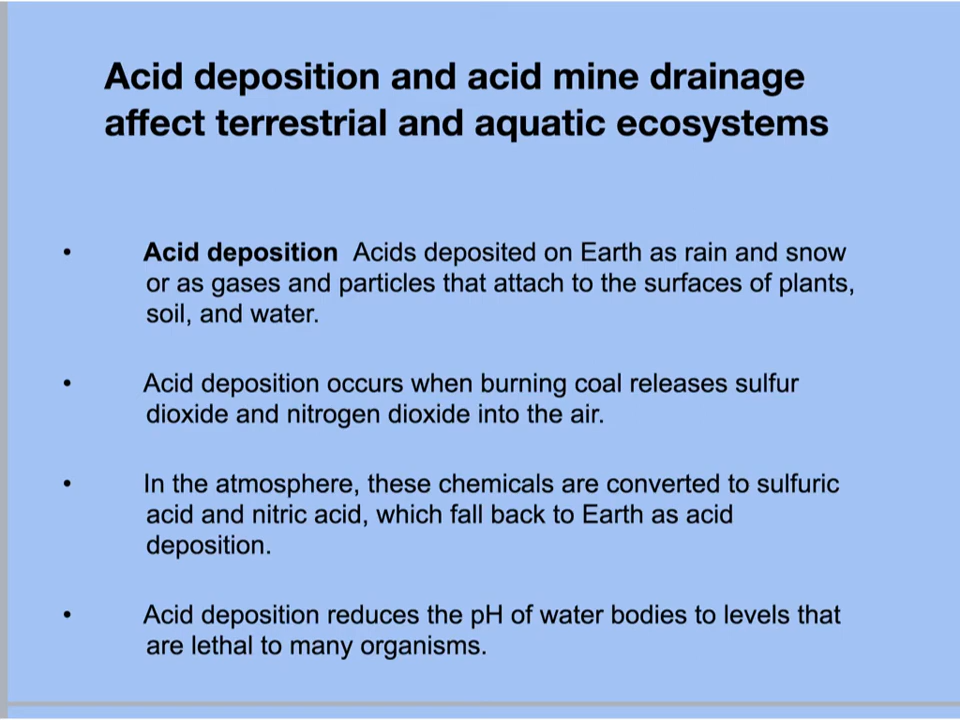 Acid deposition and acid mine drainage
affect terrestrial and aquatic ecosystems
• Acid deposition Acids deposited on Earth as rain and snow
or as gases and particles that attach to the surfaces of plants,
soil, and water.
• Acid deposition occurs when burning coal releases sulfur
dioxide and nitrogen dioxide into the air.
• In the atmosphere, these chemicals are converted to sulfuric
acid and nitric acid, which fall back to Earth as acid
deposition.
• Acid deposition reduces the pH of water bodies to levels that
are lethal to many organisms.